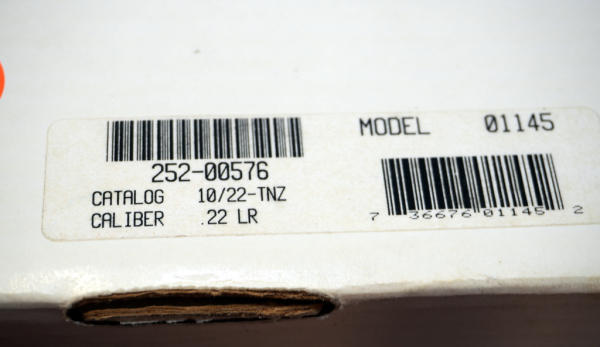 252-00576
CATALOG 10/22-TNZ
CALIBER .22 LR
MODEL 01145
7 36676 01145 2